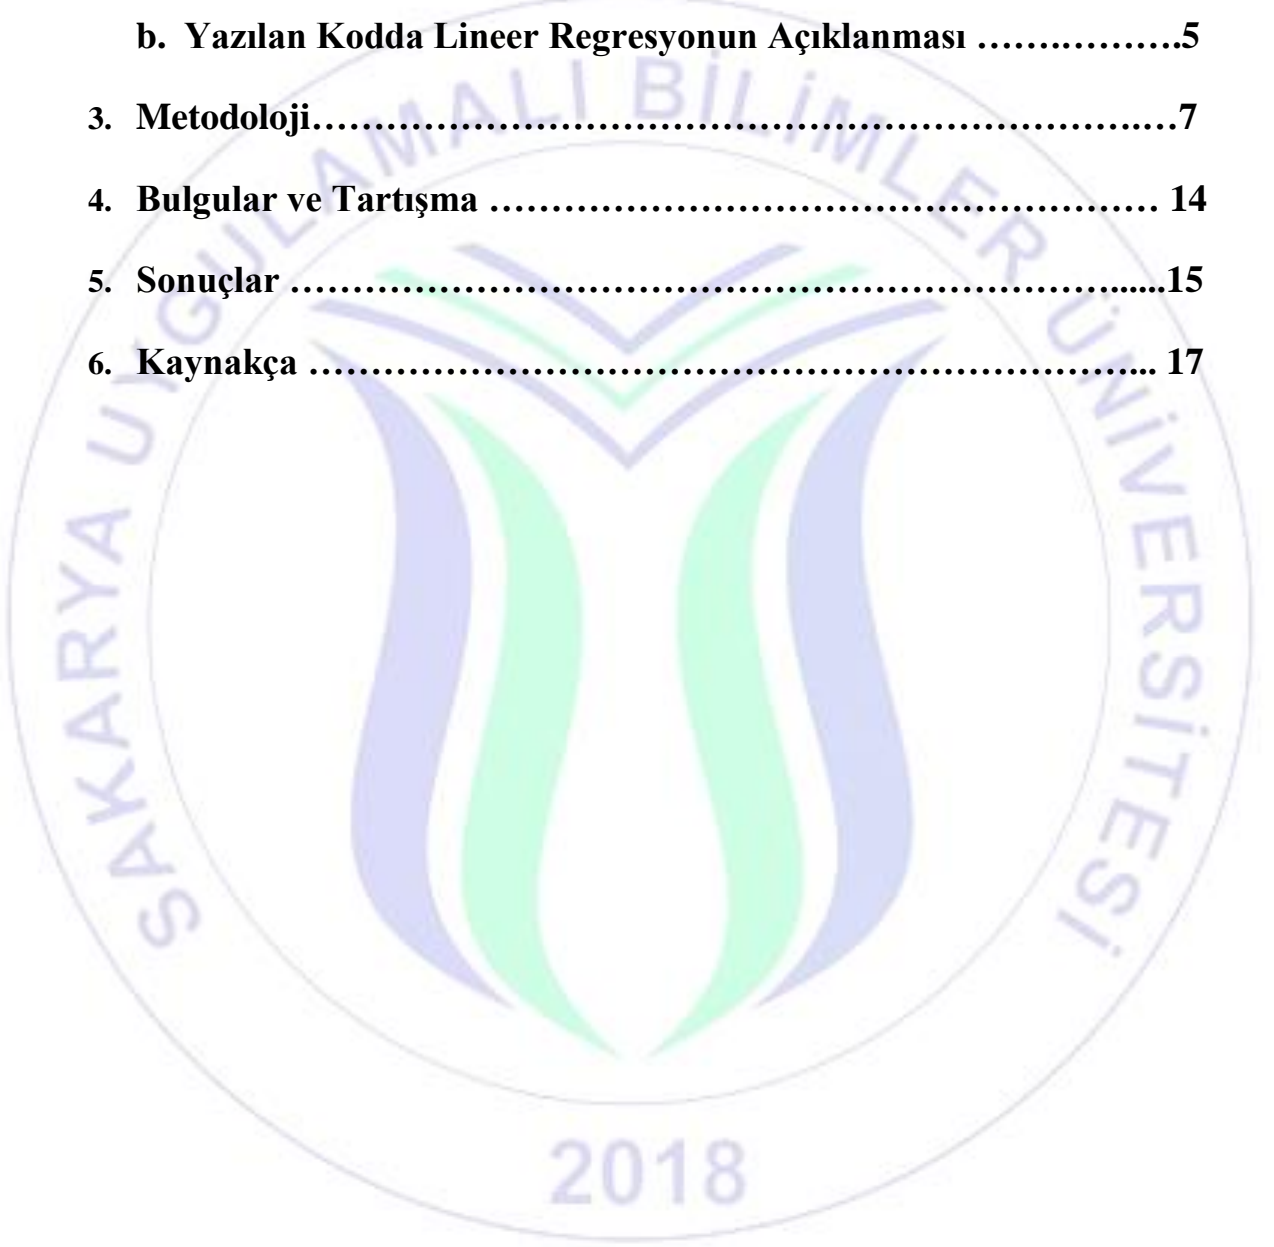 b. Yazılan Kodda Lineer Regresyonun Açıklanması …….……….5
3. Metodoloji……………………………………………………….…7
4. Bulgular ve Tartışma ……………………………………………… 14
5. Sonuçlar …………………………………………………………......15
6. Kaynakça …………………………………………………………... 17
SAKARYA UYGULAMALI BİLİMLER ÜNİVERSİTESİ
2018